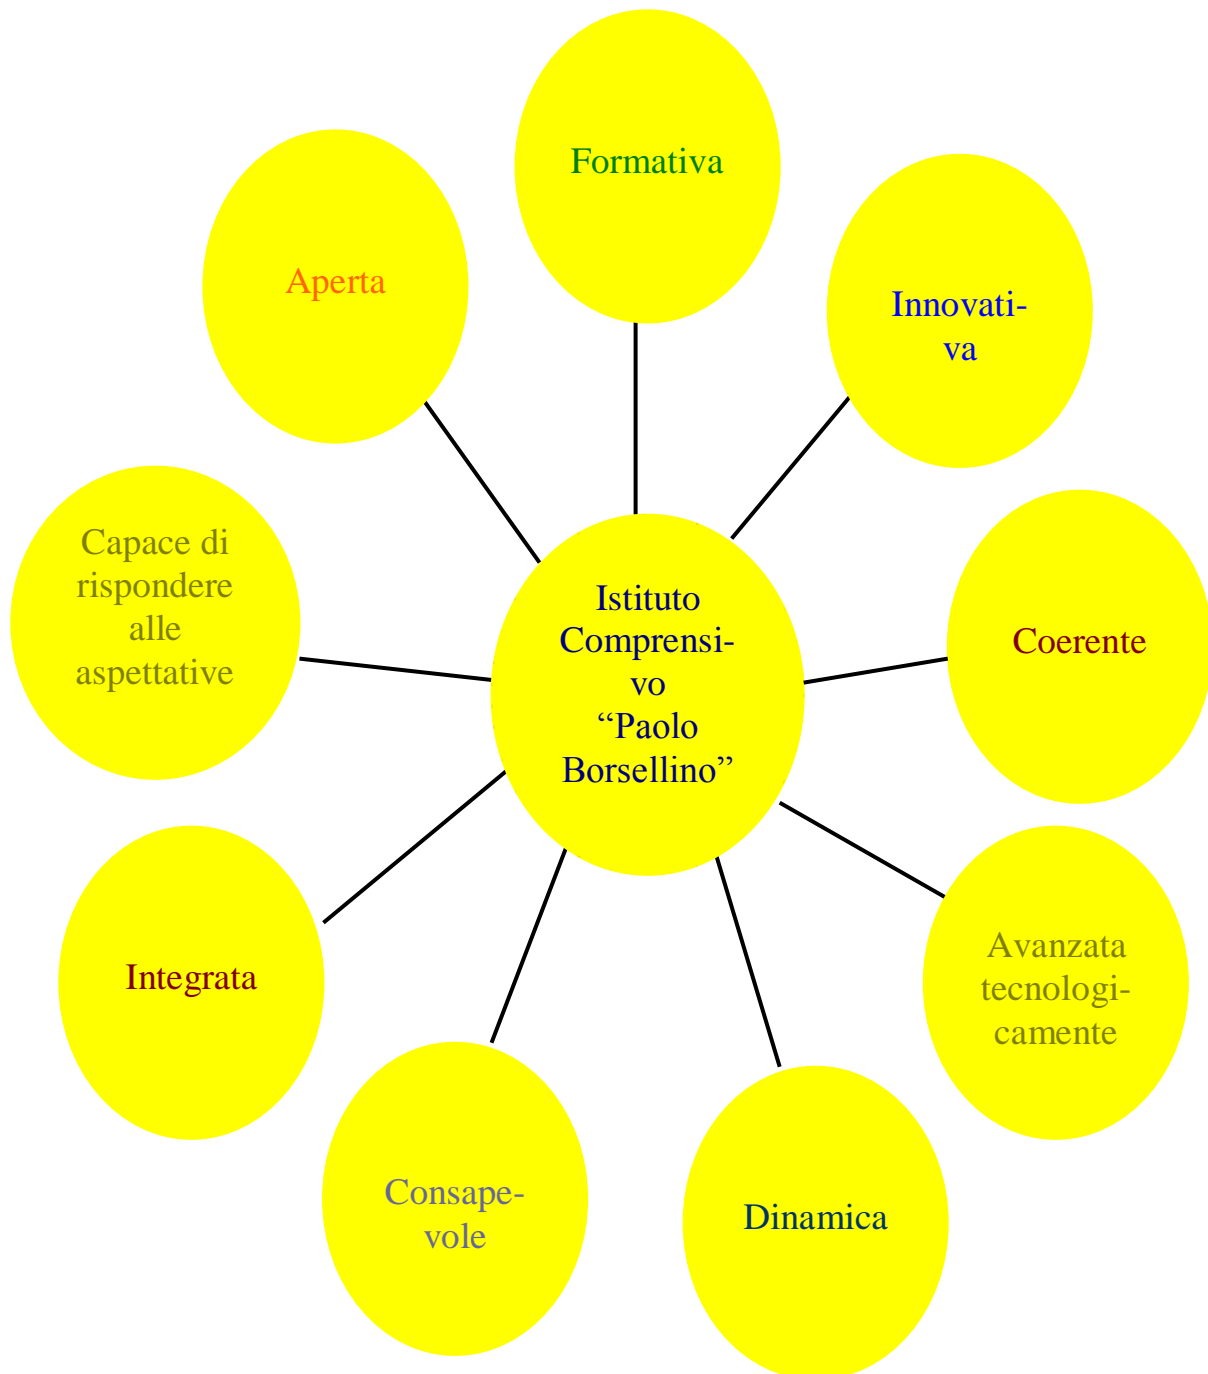 Formativa
Aperta
Innovati-
va
Capace di
rispondere
alle
aspettative
Istituto
Comprensi-
vo
“Paolo
Borsellino”
Coerente
Integrata
Avanzata
tecnologi-
camente
Consape-
vole
Dinamica